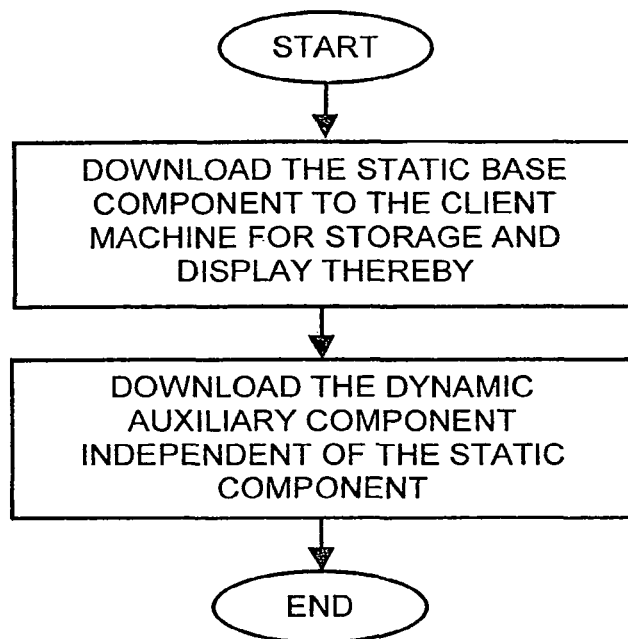 START
DOWNLOAD THE STATIC BASE
COMPONENT TO THE CLIENT
MACHINE FOR STORAGE AND
DISPLAY THEREBY
DOWNLOAD THE DYNAMIC
AUXILIARY COMPONENT
INDEPENDENT OF THE STATIC
COMPONENT
END